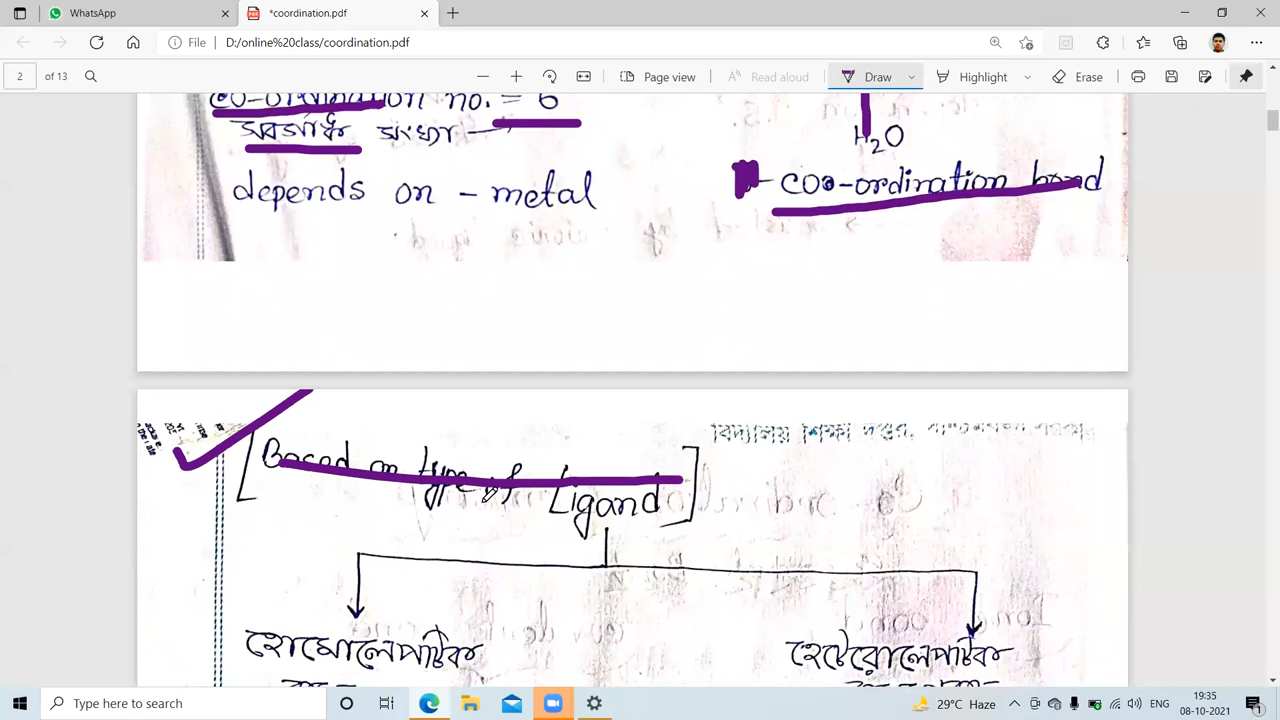 WhatsApp
*coordination.pdf
File
D:/online%20class/coordination.pdf
2 of 13
Page view
Read aloud
Draw
Highlight
Erase
co-ordination no. = 6
সবর্গাঙ্ক সংখ্যা →
depends on - metal
H₂O
- coo-ordination bond
[Based on type of Ligand]
হোমোলেপটিক
হেটেরোলেপটিক
Type here to search
29°C Haze
ENG
19:35
08-10-2021
1